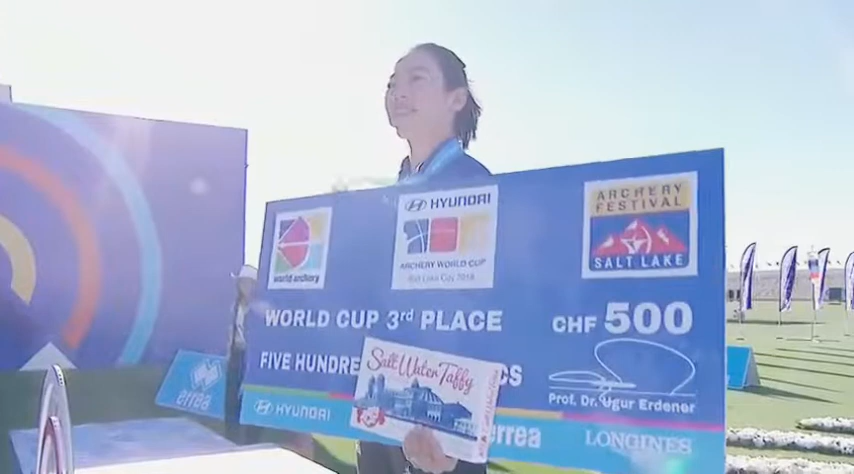 HYUNDAI
ARCHERY WORLD CUP
Salt Lake City 2018
world archery
ARCHERY
FESTIVAL
SALT LAKE
WORLD CUP 3rd PLACE
CHF 500
FIVE HUNDRE
CS
Salt Water Taffy
Prof. Dr. Ugur Erdener
HYUNDAI
errea
LONGINES
errea